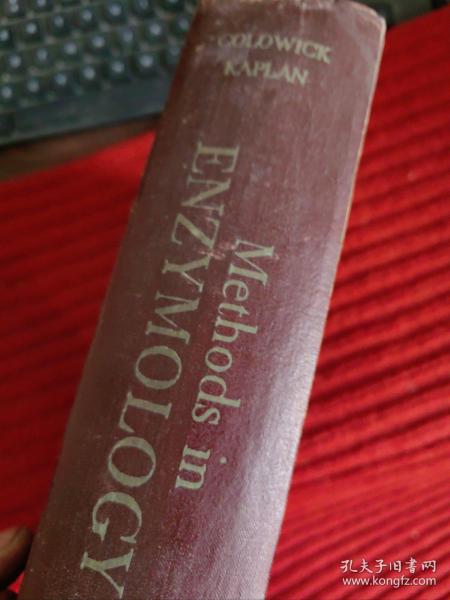 COLOWICK
KAPLAN
Methods in
ENZYMOLOGY
孔夫子旧书网
www.kongfz.com